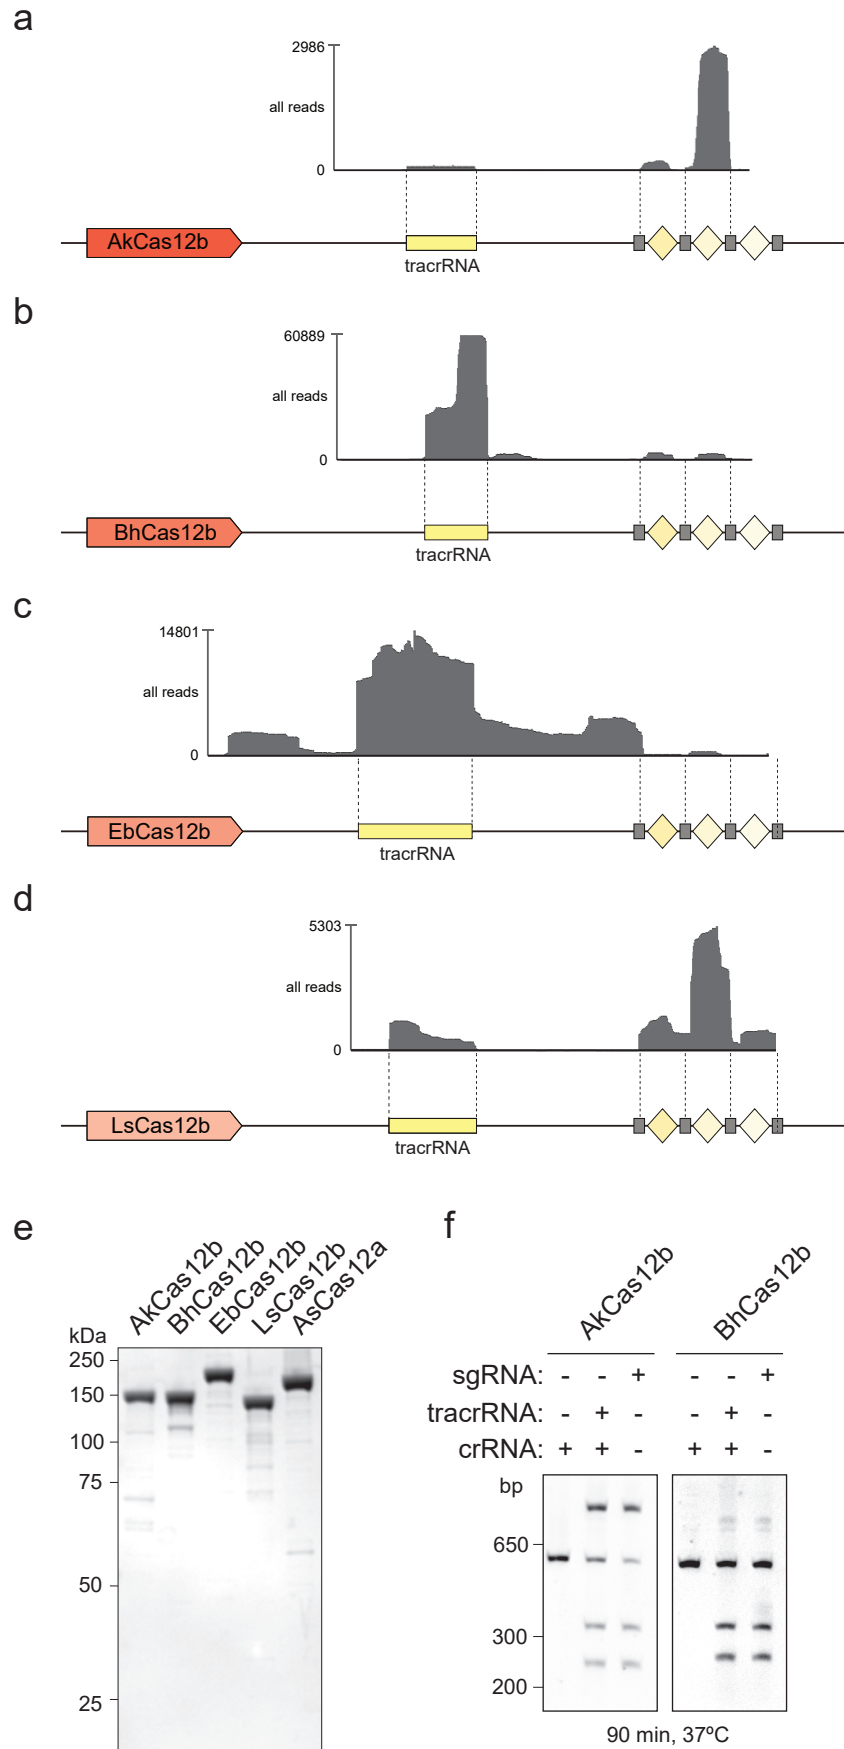 a
2986
all reads
0
AkCas12b
tracrRNA
b
60889
all reads
0
BhCas12b
tracrRNA
c
14801
all reads
0
EbCas12b
tracrRNA
d
5303
all reads
0
LsCas12b
tracrRNA
e
AkCas12b
BhCas12b
EbCas12b
LsCas12b
AsCas12a
kDa
250
150
100
75
50
25
f
AkCas12b
BhCas12b
sgRNA: - - + - - +
tracrRNA: - + - - + -
crRNA: + + - + + -
bp
650
300
200
90 min, 37ºC